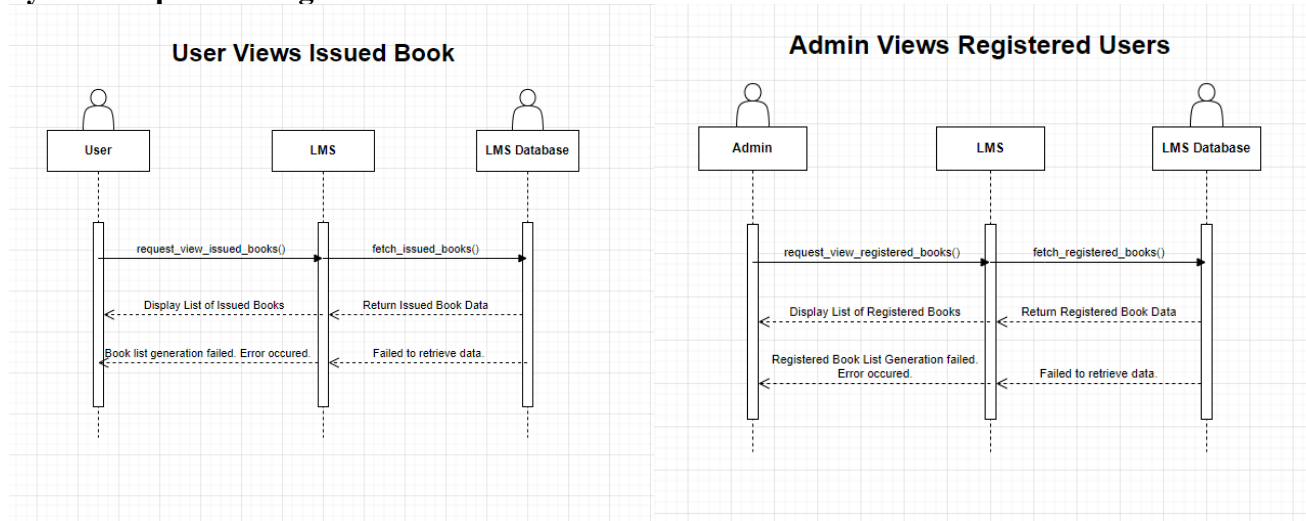 User Views Issued Book
User
LMS
LMS Database
request_view_issued_books()
fetch_issued_books()
Display List of Issued Books
Return Issued Book Data
Book list generation failed. Error occured.
Failed to retrieve data.
Admin Views Registered Users
Admin
LMS
LMS Database
request_view_registered_books()
fetch_registered_books()
Display List of Registered Books
Return Registered Book Data
Registered Book List Generation failed.
Error occured.
Failed to retrieve data.